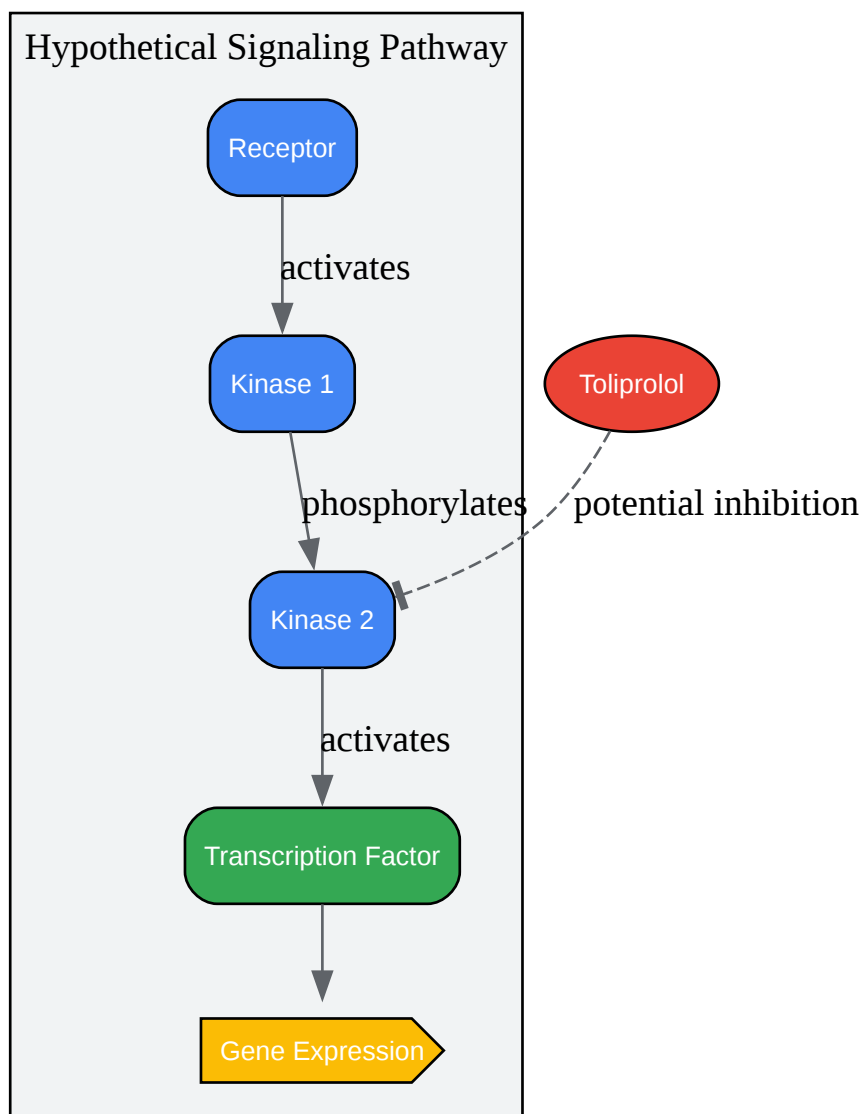 Hypothetical Signaling Pathway
Receptor
activates
Kinase 1
Toliprolol
phosphorylates
potential inhibition
Kinase 2
activates
Transcription Factor
Gene Expression